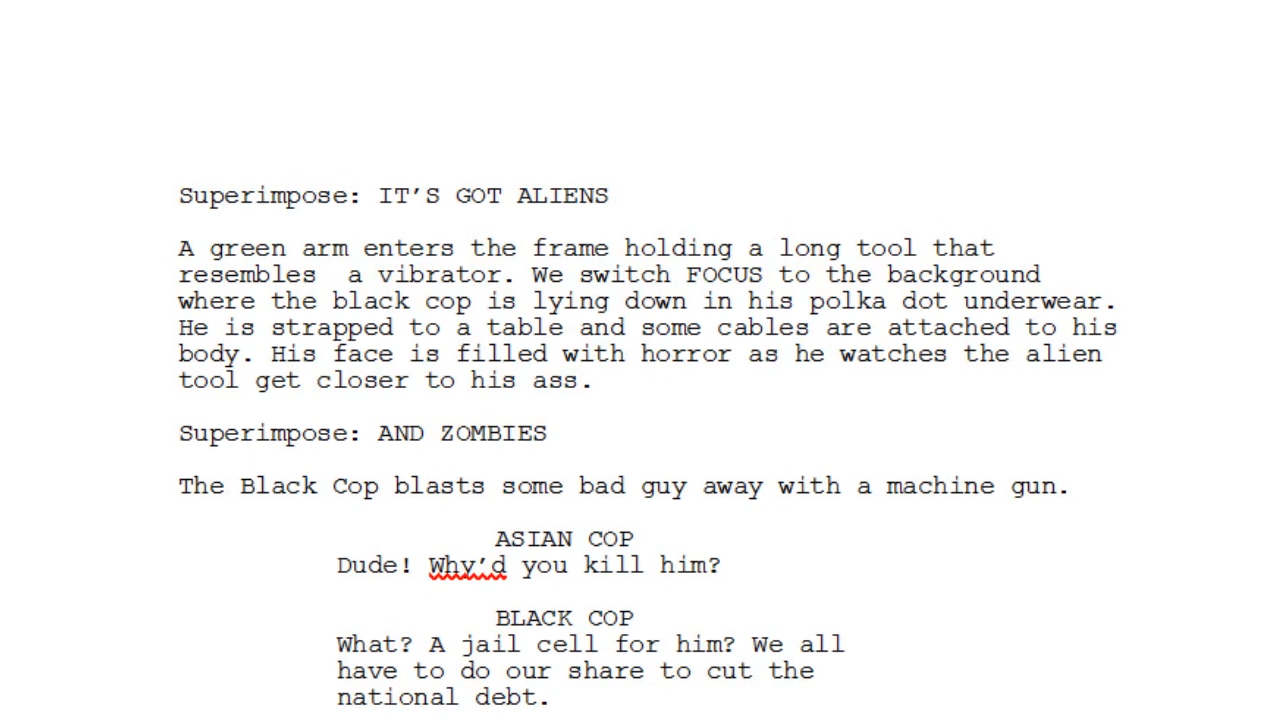 Superimpose: IT’S GOT ALIENS
A green arm enters the frame holding a long tool that
resembles  a vibrator. We switch FOCUS to the background
where the black cop is lying down in his polka dot underwear.
He is strapped to a table and some cables are attached to his
body. His face is filled with horror as he watches the alien
tool get closer to his ass.
Superimpose: AND ZOMBIES
The Black Cop blasts some bad guy away with a machine gun.
ASIAN COP
Dude! Why’d you kill him?
BLACK COP
What? A jail cell for him? We all
have to do our share to cut the
national debt.